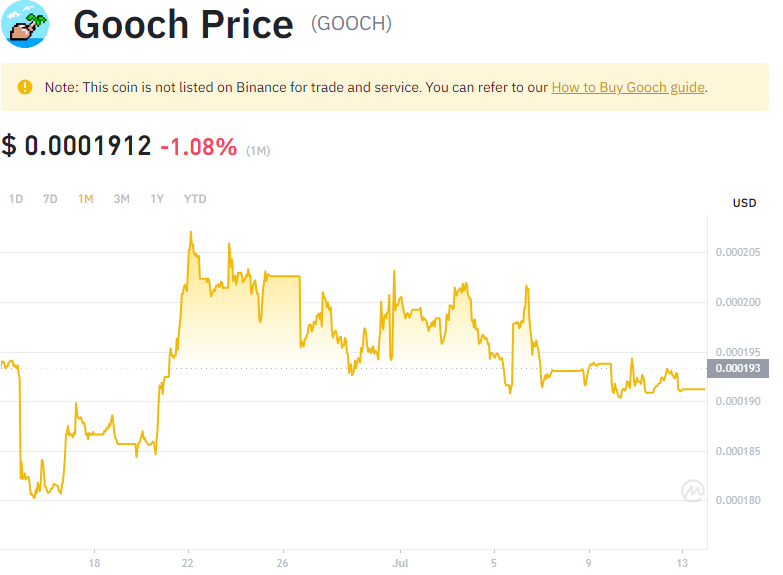 Gooch Price (GOOCH)
Note: This coin is not listed on Binance for trade and service. You can refer to our How to Buy Gooch guide.
$ 0.0001912 -1.08% (1M)
1D 7D 1M 3M 1Y YTD
USD
0.000205
0.000200
0.000195
0.000193
0.000190
0.000185
0.000180
18 22 26 Jul 5 9 13